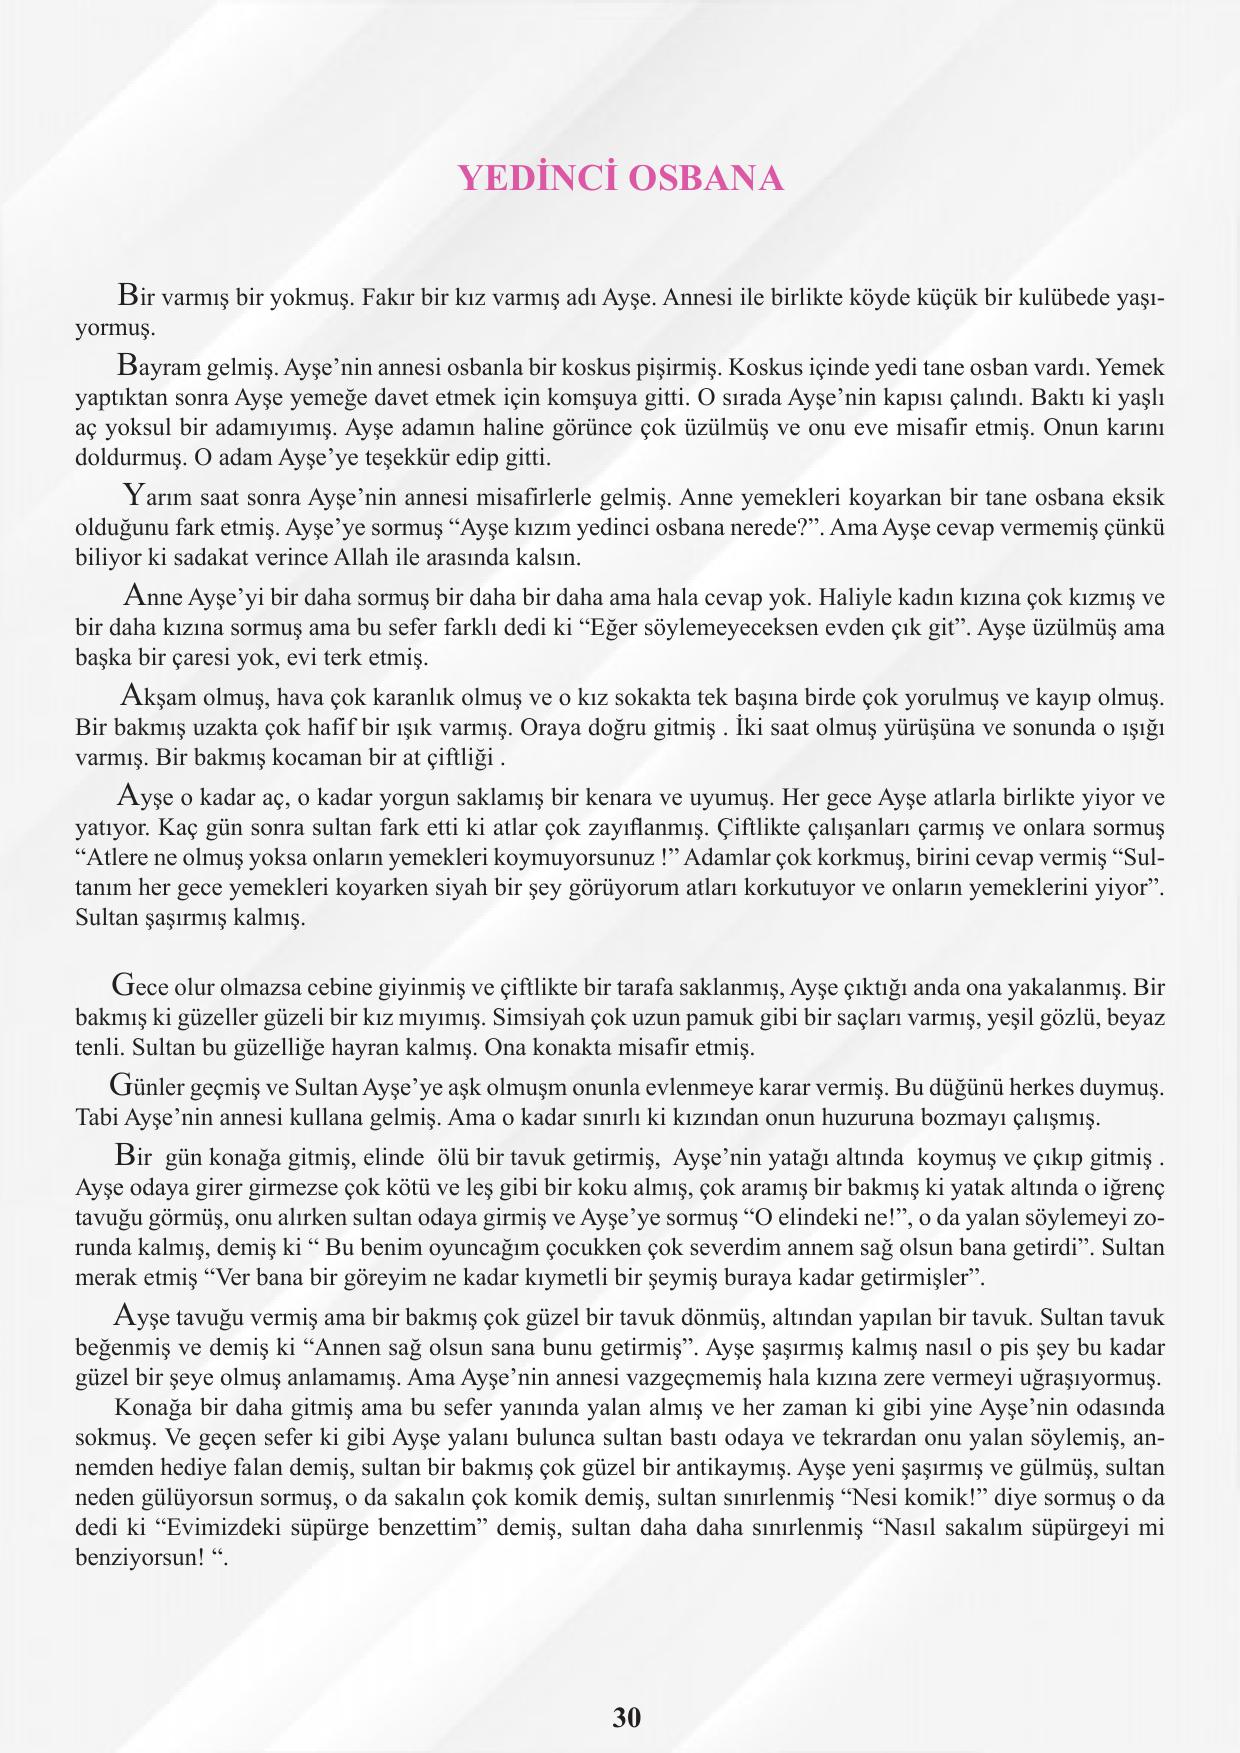 YEDİNCİ OSBANA
Bir varmış bir yokmuş. Fakır bir kız varmış adı Ayşe. Annesi ile birlikte köyde küçük bir kulübede yaşı-
yormuş.
Bayram gelmiş. Ayşe’nin annesi osbanla bir koskus pişirmiş. Koskus içinde yedi tane osban vardı. Yemek
yaptıktan sonra Ayşe yemeğe davet etmek için komşuya gitti. O sırada Ayşe’nin kapısı çalındı. Baktı ki yaşlı
aç yoksul bir adamıyımış. Ayşe adamın haline görünce çok üzülmüş ve onu eve misafir etmiş. Onun karını
doldurmuş. O adam Ayşe’ye teşekkür edip gitti.
Yarım saat sonra Ayşe’nin annesi misafirlerle gelmiş. Anne yemekleri koyarkan bir tane osbana eksik
olduğunu fark etmiş. Ayşe’ye sormuş “Ayşe kızım yedinci osbana nerede?”. Ama Ayşe cevap vermemiş çünkü
biliyor ki sadakat verince Allah ile arasında kalsın.
Anne Ayşe’yi bir daha sormuş bir daha bir daha ama hala cevap yok. Haliyle kadın kızına çok kızmış ve
bir daha kızına sormuş ama bu sefer farklı dedi ki “Eğer söylemeyeceksen evden çık git”. Ayşe üzülmüş ama
başka bir çaresi yok, evi terk etmiş.
Akşam olmuş, hava çok karanlık olmuş ve o kız sokakta tek başına birde çok yorulmuş ve kayıp olmuş.
Bir bakmış uzakta çok hafif bir ışık varmış. Oraya doğru gitmiş . İki saat olmuş yürüşüna ve sonunda o ışığı
varmış. Bir bakmış kocaman bir at çiftliği .
Ayşe o kadar aç, o kadar yorgun saklamış bir kenara ve uyumuş. Her gece Ayşe atlarla birlikte yiyor ve
yatıyor. Kaç gün sonra sultan fark etti ki atlar çok zayıflanmış. Çiftlikte çalışanları çarmış ve onlara sormuş
“Atlere ne olmuş yoksa onların yemekleri koymuyorsunuz !” Adamlar çok korkmuş, birini cevap vermiş “Sul-
tanım her gece yemekleri koyarken siyah bir şey görüyorum atları korkutuyor ve onların yemeklerini yiyor”.
Sultan şaşırmış kalmış.
Gece olur olmazsa cebine giyinmiş ve çiftlikte bir tarafa saklanmış, Ayşe çıktığı anda ona yakalanmış. Bir
bakmış ki güzeller güzeli bir kız mıyımış. Simsiyah çok uzun pamuk gibi bir saçları varmış, yeşil gözlü, beyaz
tenli. Sultan bu güzelliğe hayran kalmış. Ona konakta misafir etmiş.
Günler geçmiş ve Sultan Ayşe’ye aşk olmuşm onunla evlenmeye karar vermiş. Bu düğünü herkes duymuş.
Tabi Ayşe’nin annesi kullana gelmiş. Ama o kadar sınırlı ki kızından onun huzuruna bozmayı çalışmış.
Bir gün konağa gitmiş, elinde ölü bir tavuk getirmiş, Ayşe’nin yatağı altında koymuş ve çıkıp gitmiş .
Ayşe odaya girer girmezse çok kötü ve leş gibi bir koku almış, çok aramış bir bakmış ki yatak altında o iğrenç
tavuğu görmüş, onu alırken sultan odaya girmiş ve Ayşe’ye sormuş “O elindeki ne!”, o da yalan söylemeyi zo-
runda kalmış, demiş ki “ Bu benim oyuncağım çocukken çok severdim annem sağ olsun bana getirdi”. Sultan
merak etmiş “Ver bana bir göreyim ne kadar kıymetli bir şeymiş buraya kadar getirmişler”.
Ayşe tavuğu vermiş ama bir bakmış çok güzel bir tavuk dönmüş, altından yapılan bir tavuk. Sultan tavuk
beğenmiş ve demiş ki “Annen sağ olsun sana bunu getirmiş”. Ayşe şaşırmış kalmış nasıl o pis şey bu kadar
güzel bir şeye olmuş anlamamış. Ama Ayşe’nin annesi vazgeçmemiş hala kızına zere vermeyi uğraşıyormuş.
Konağa bir daha gitmiş ama bu sefer yanında yalan almış ve her zaman ki gibi yine Ayşe’nin odasında
sokmuş. Ve geçen sefer ki gibi Ayşe yalanı bulunca sultan bastı odaya ve tekrardan onu yalan söylemiş, an-
nemden hediye falan demiş, sultan bir bakmış çok güzel bir antikaymış. Ayşe yeni şaşırmış ve gülmüş, sultan
neden gülüyorsun sormuş, o da sakalın çok komik demiş, sultan sınırlenmiş “Nesi komik!” diye sormuş o da
dedi ki “Evimizdeki süpürge benzettim” demiş, sultan daha daha sınırlenmiş “Nasıl sakalım süpürgeyi mi
benziyorsun! “.
30